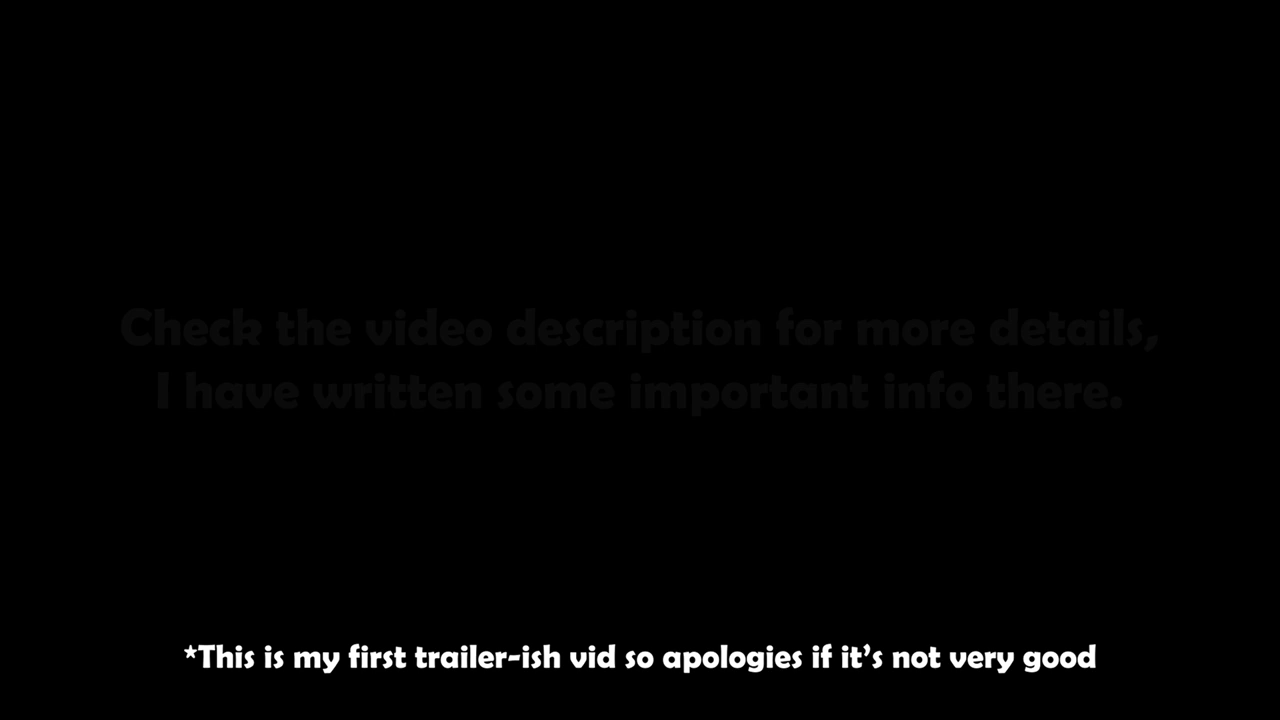 Check the video description for more details,
I have written some important info there.
*This is my first trailer-ish vid so apologies if it’s not very good